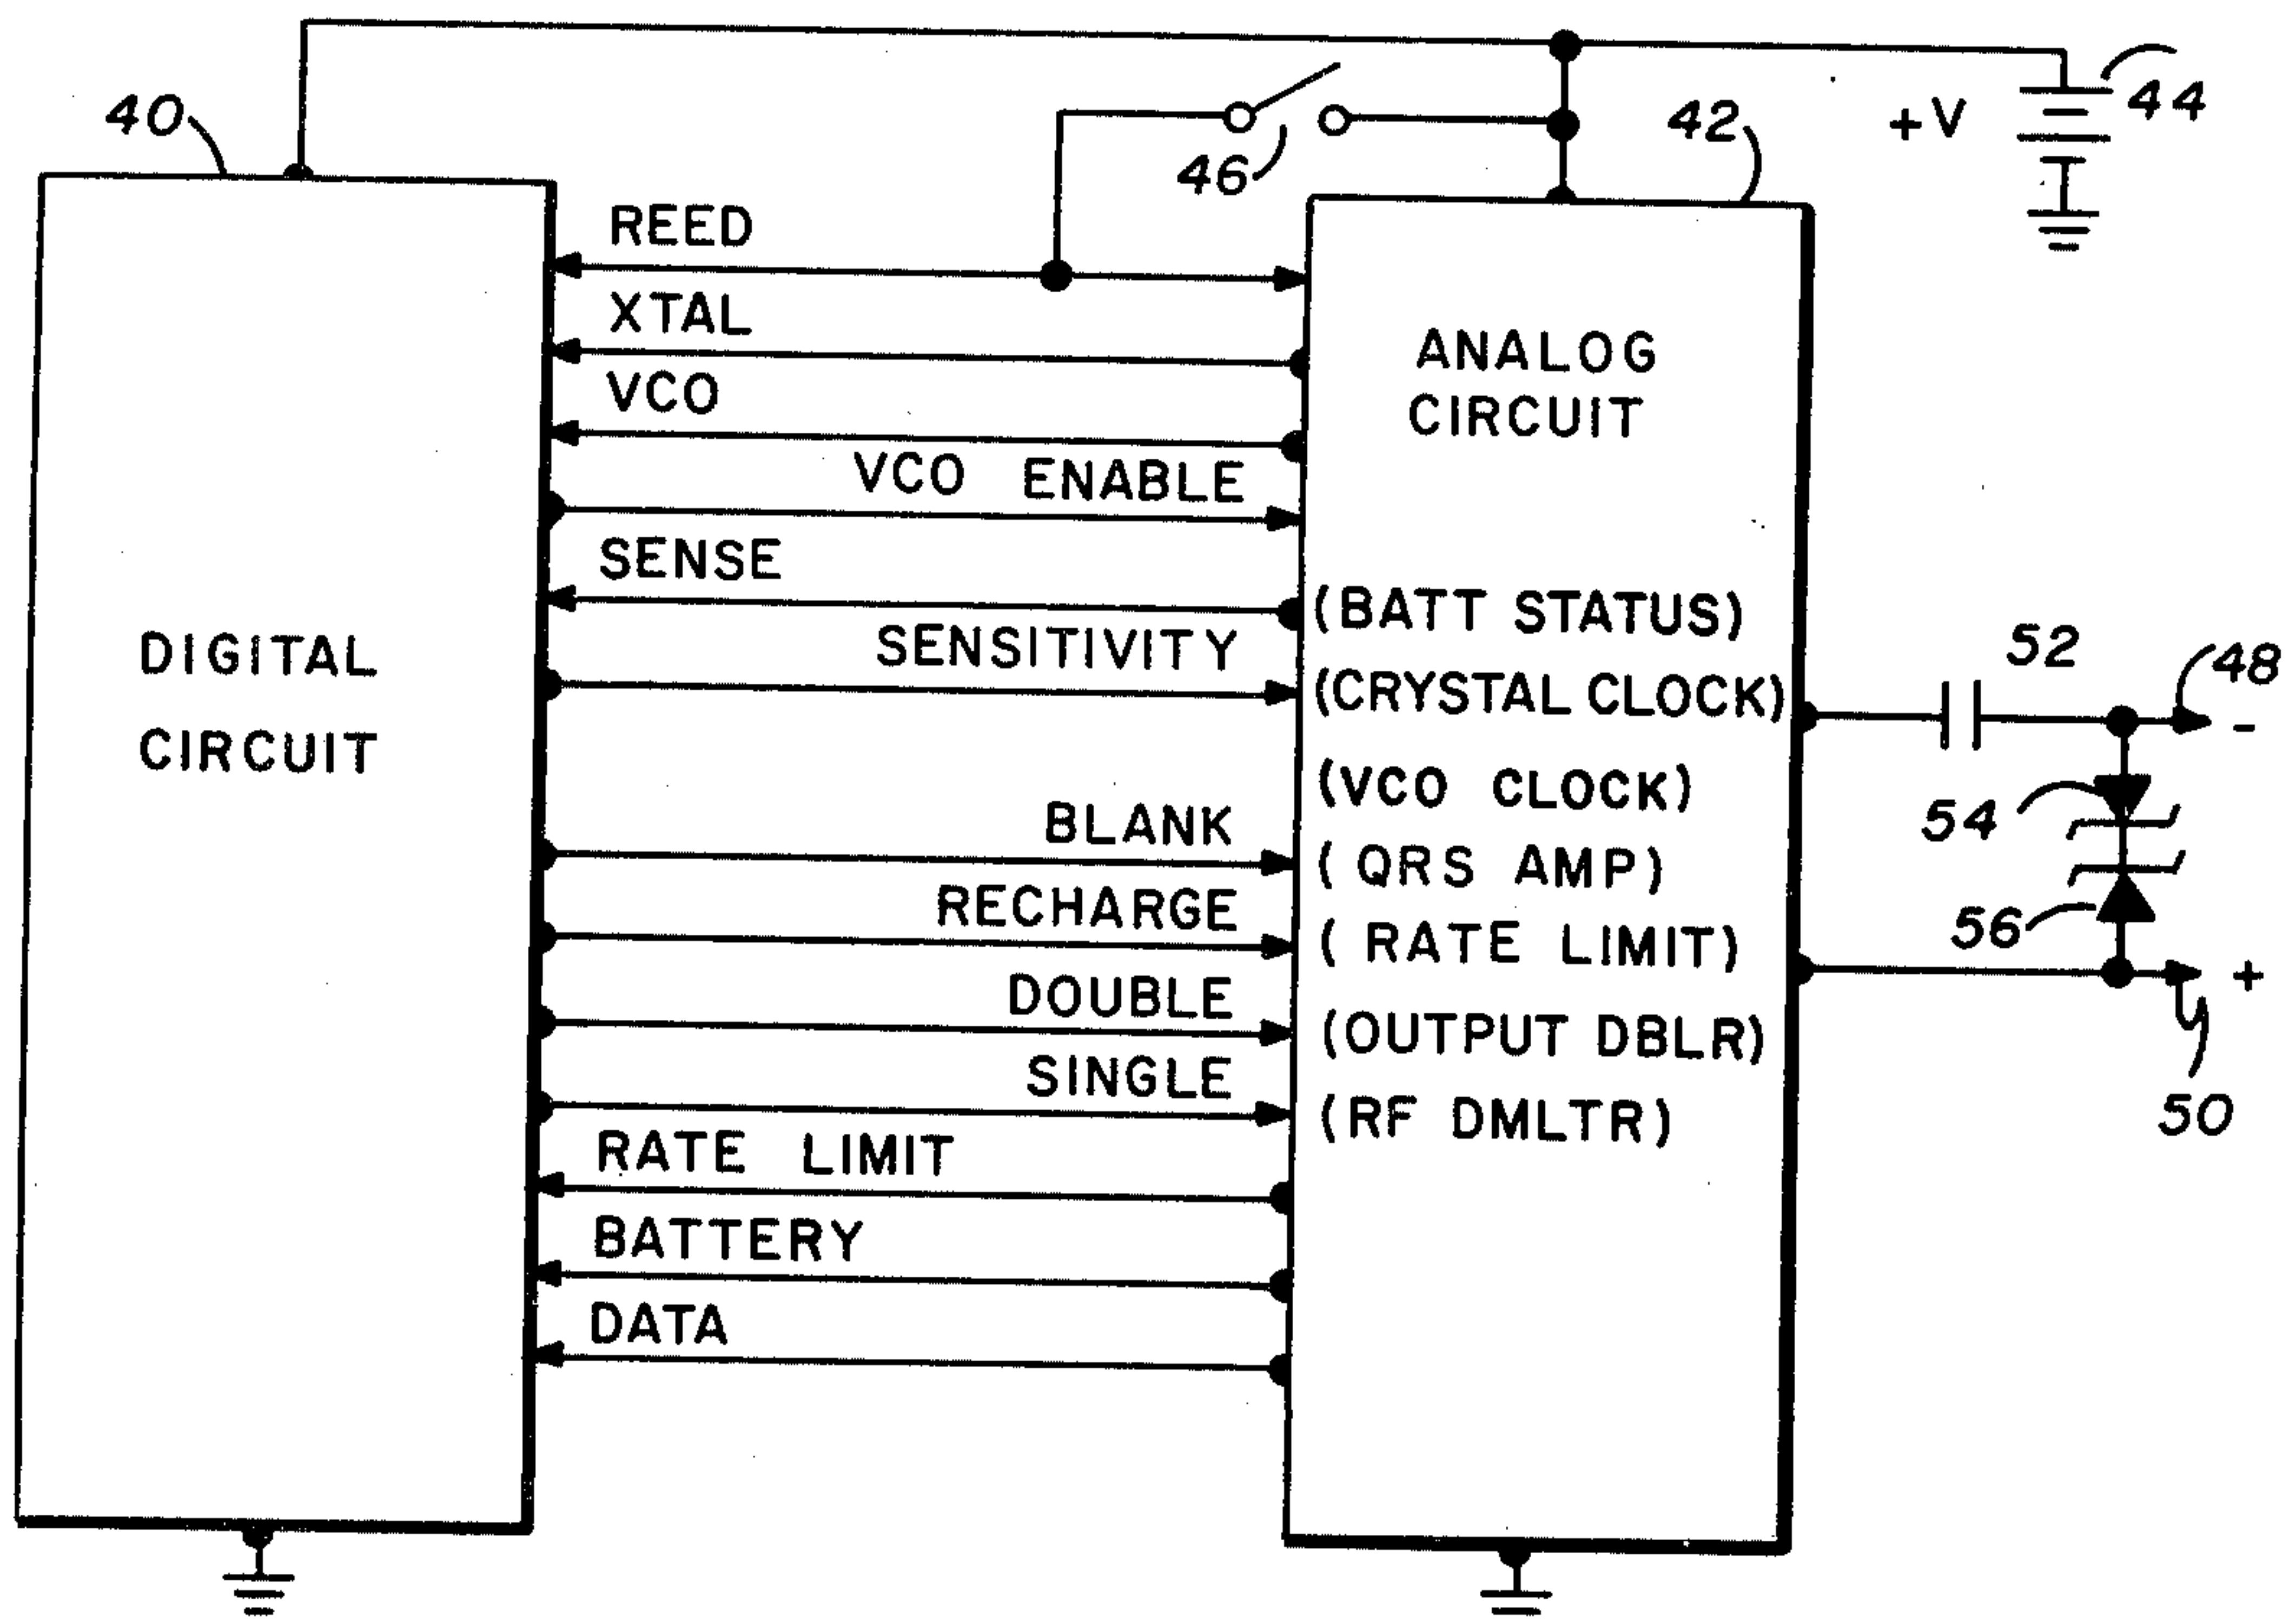 40
46
42
+V
44
REED
XTAL
VCO
VCO ENABLE
SENSE
SENSITIVITY
BLANK
RECHARGE
DOUBLE
SINGLE
RATE LIMIT
BATTERY
DATA
DIGITAL
CIRCUIT
ANALOG
CIRCUIT
(BATT STATUS)
(CRYSTAL CLOCK)
(VCO CLOCK)
(QRS AMP)
(RATE LIMIT)
(OUTPUT DBLR)
(RF DMLTR)
52
48
-
54
56
+
50